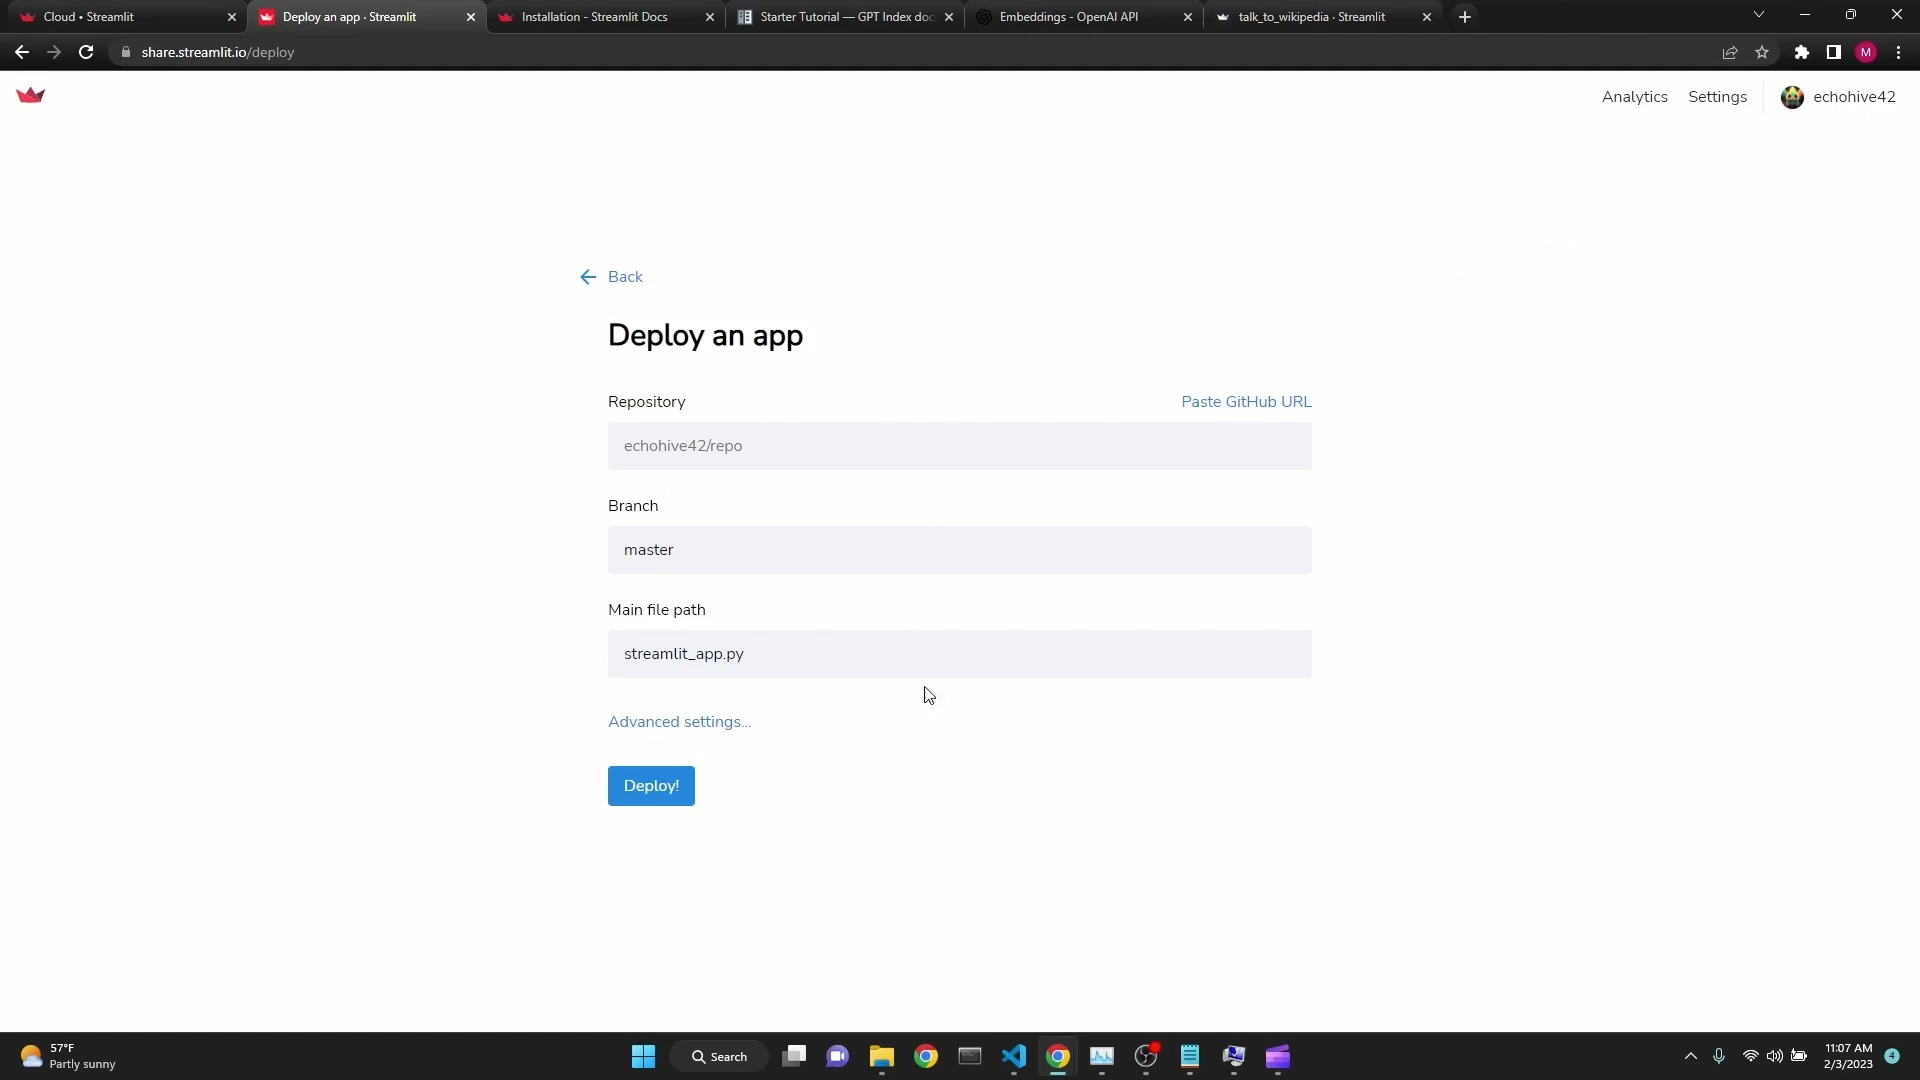 Cloud • Streamlit
Deploy an app · Streamlit
Installation - Streamlit Docs
Starter Tutorial — GPT Index doc
Embeddings - OpenAI API
talk_to_wikipedia · Streamlit
share.streamlit.io/deploy
M
Analytics
Settings
echohive42
Back
Deploy an app
Repository
Paste GitHub URL
echohive42/repo
Branch
master
Main file path
streamlit_app.py
Advanced settings...
Deploy!
57°F
Partly sunny
Search
11:07 AM
2/3/2023
4